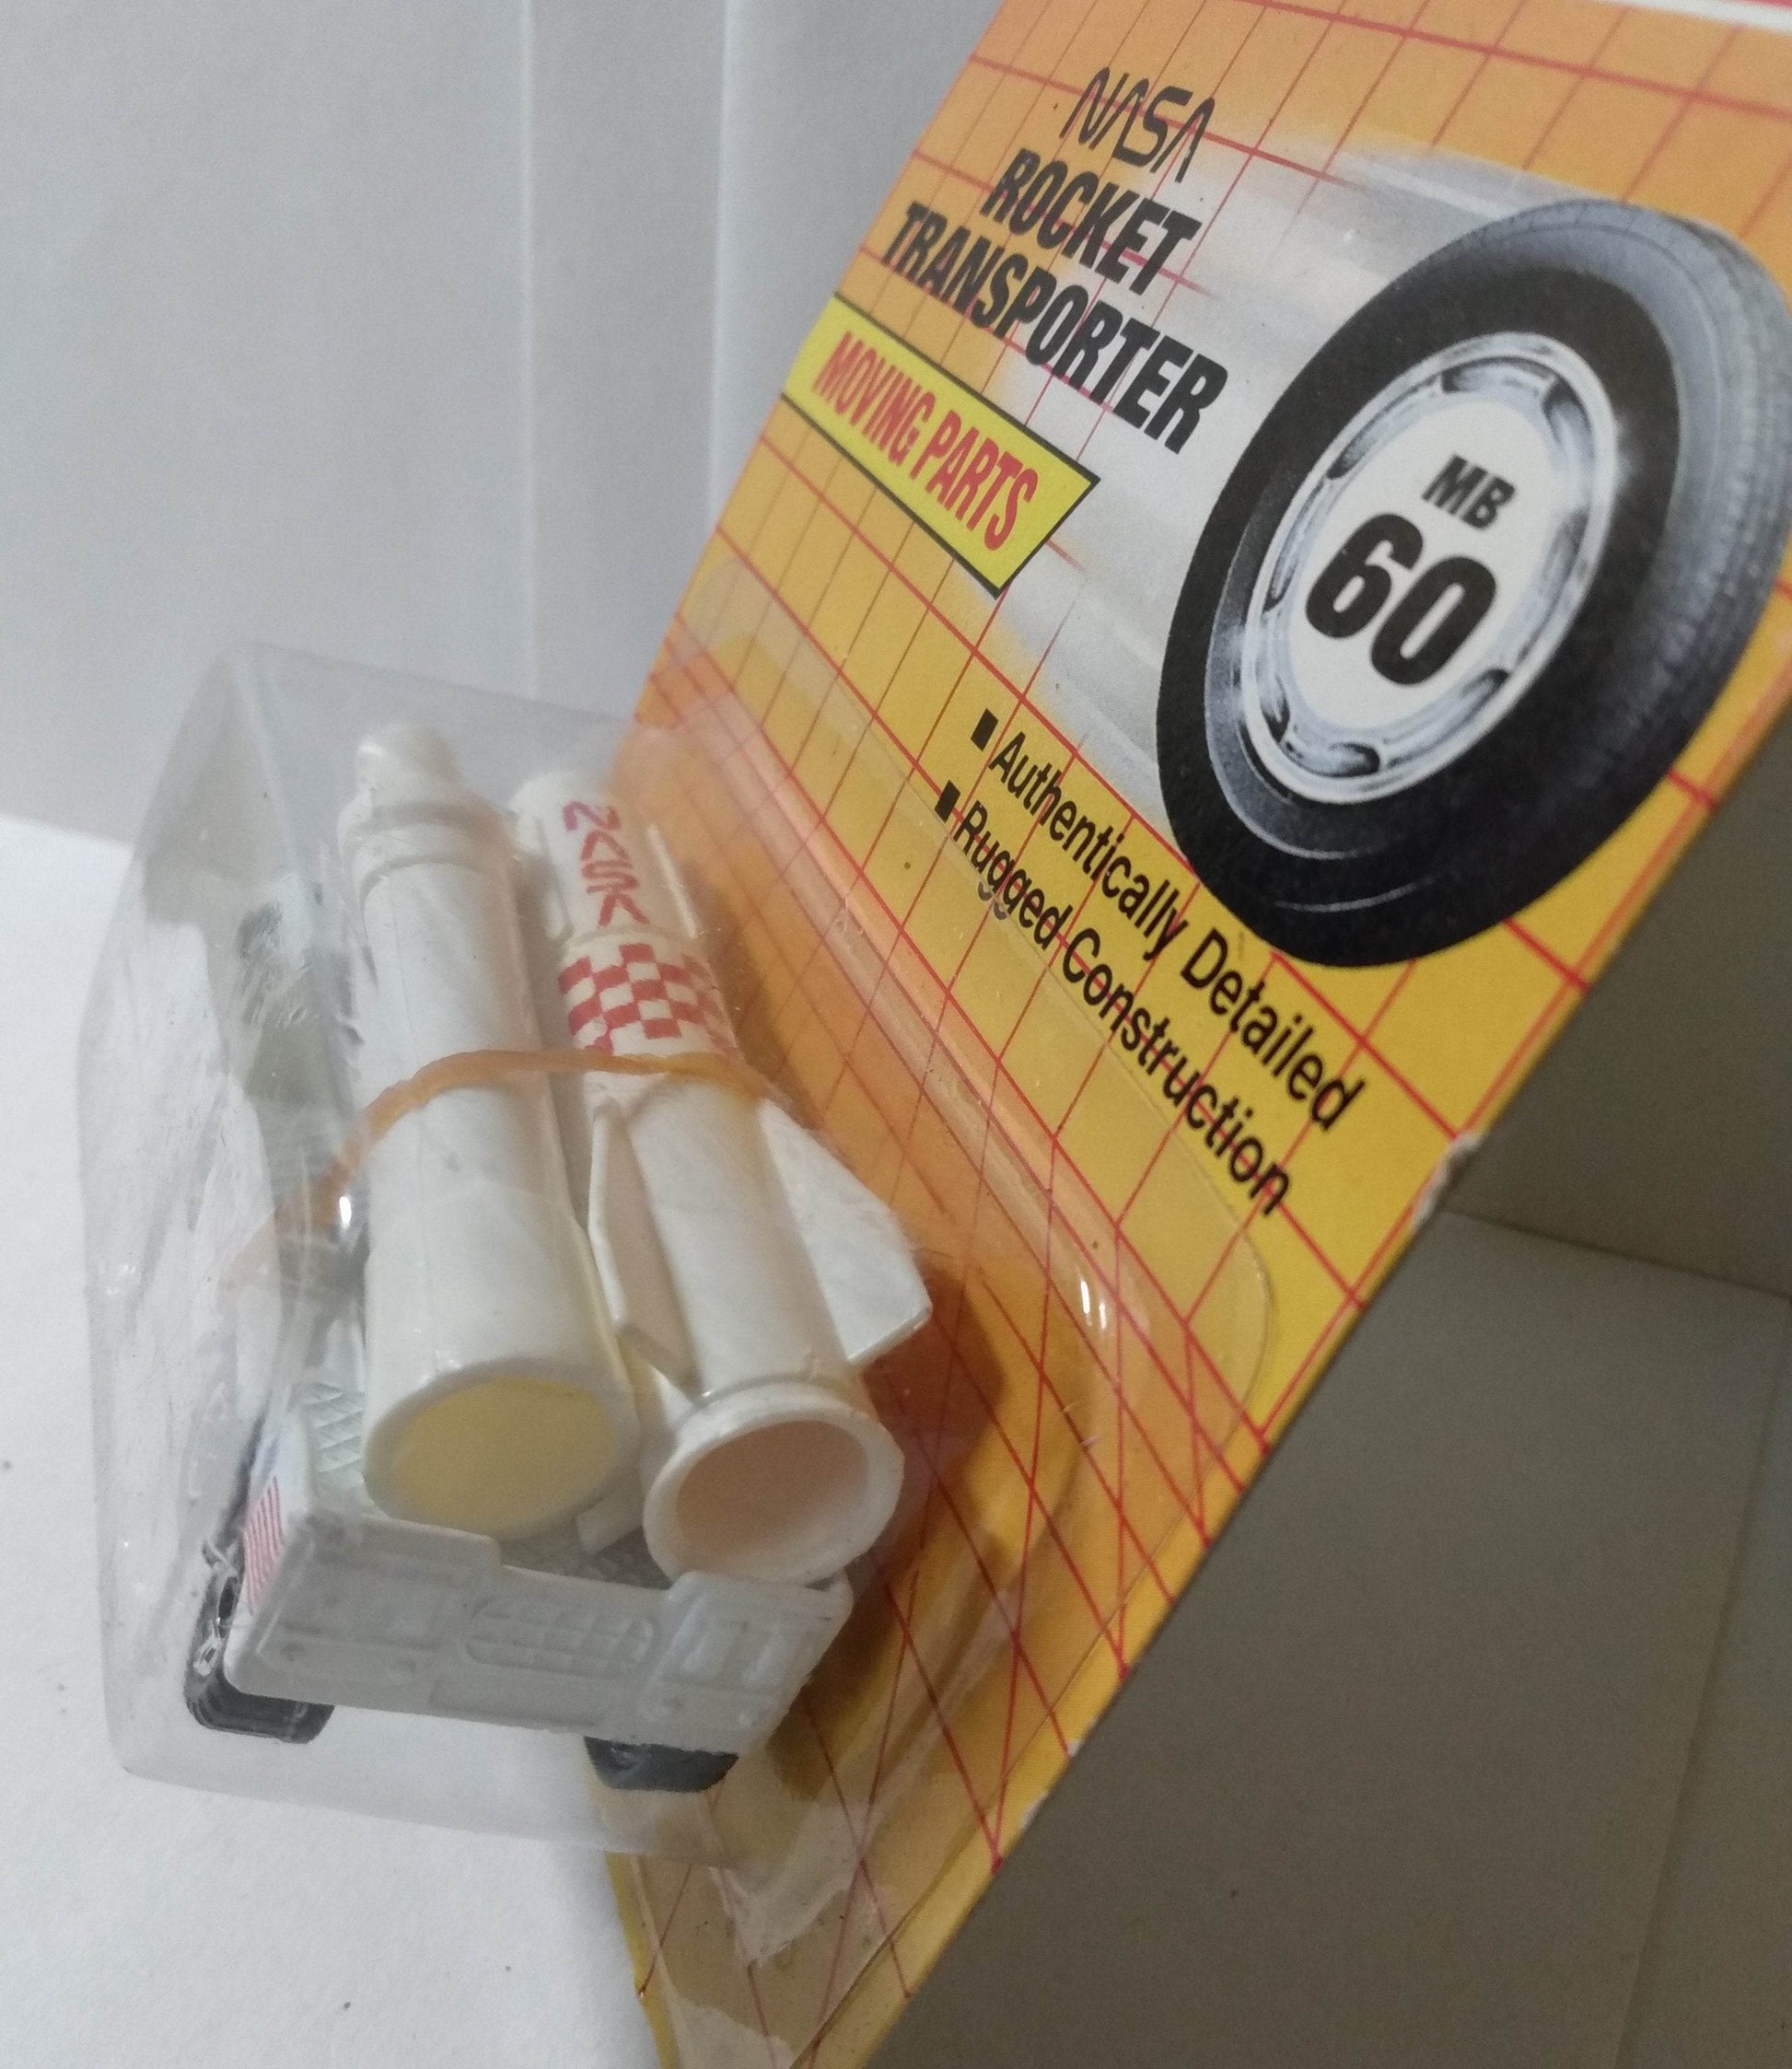 NASA
ROCKET
TRANSPORTER
MOVING PARTS
MB
60
■ Authentically Detailed
■ Rugged Construction
NASA